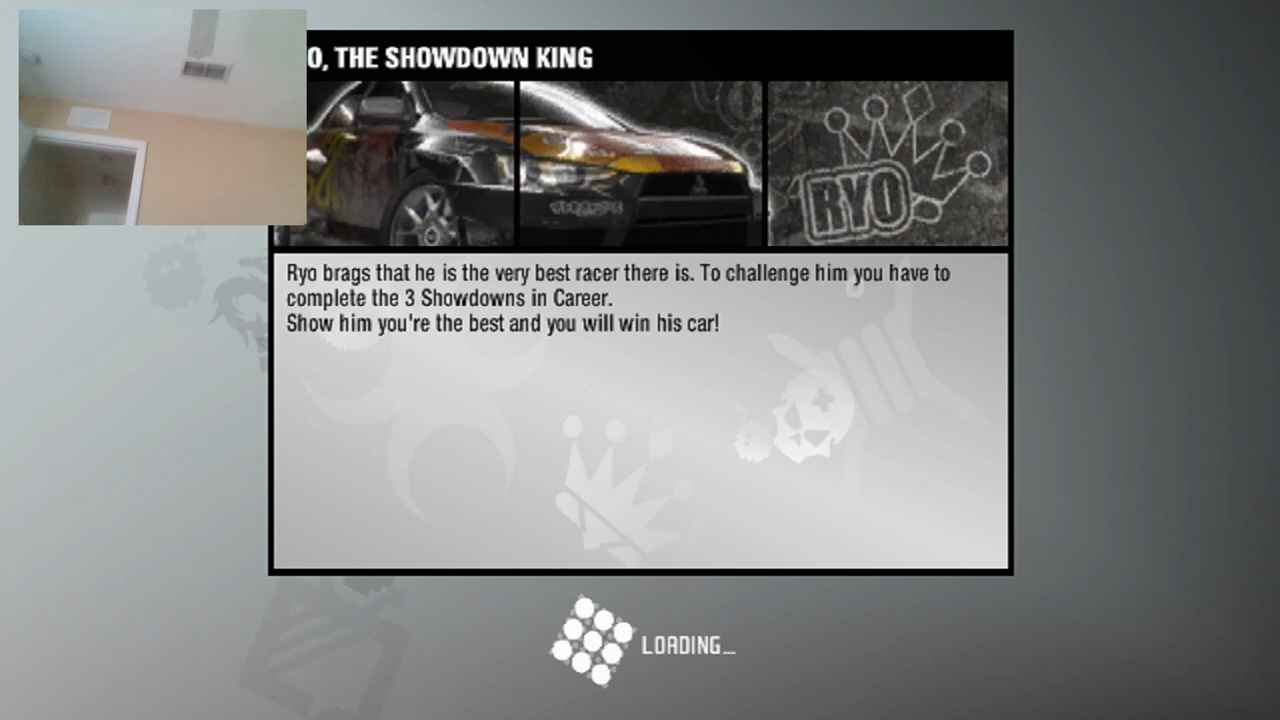 O, THE SHOWDOWN KING
RYO
Ryo brags that he is the very best racer there is. To challenge him you have to
complete the 3 Showdowns in Career.
Show him you're the best and you will win his car!
LOADING...